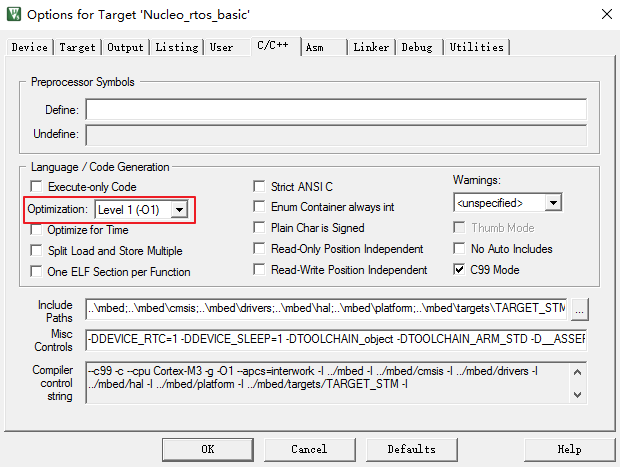 Options for Target 'Nucleo_rtos_basic'
Device Target Output Listing User C/C++ Asm Linker Debug Utilities
Preprocessor Symbols
Define:
Undefine:
Language / Code Generation
Execute-only Code
Optimization: Level 1 (-O1)
Optimize for Time
Split Load and Store Multiple
One ELF Section per Function
Strict ANSI C
Enum Container always int
Plain Char is Signed
Read-Only Position Independent
Read-Write Position Independent
Warnings:
<unspecified>
Thumb Mode
No Auto Includes
C99 Mode
Include Paths
..\mbed;..\mbed\cmsis;..\mbed\drivers;..\mbed\hal;..\mbed\platform;..\mbed\targets\TARGET_STM
...
Misc Controls
-DDEVICE_RTC=1 -DDEVICE_SLEEP=1 -DTOOLCHAIN_object -DTOOLCHAIN_ARM_STD -D__ASSER
Compiler control string
--c99 -c --cpu Cortex-M3 -g -O1 --apcs=interwork -I ../mbed -I ../mbed/cmsis -I ../mbed/drivers -I
../mbed/hal -I ../mbed/platform -I ../mbed/targets/TARGET_STM -I
OK Cancel Defaults Help